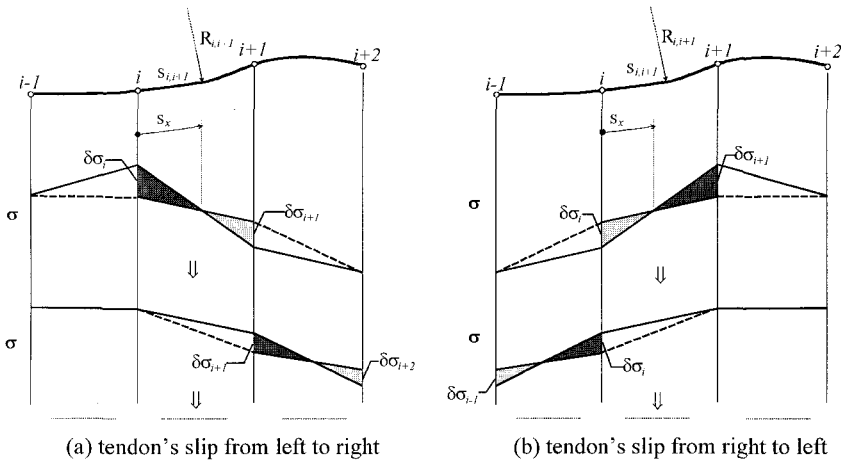 R_{i,i+1}
i-1
i
s_{i,i+1}
i+1
i+2
s_x
δσ_i
δσ_{i+1}
σ
⇓
σ
δσ_{i+1}
δσ_{i+2}
⇓
(a) tendon's slip from left to right
R_{i,i+1}
i-1
i
s_{i,i+1}
i+1
i+2
s_x
δσ_{i+1}
δσ_i
σ
⇓
σ
δσ_i
δσ_{i-1}
⇓
(b) tendon's slip from right to left